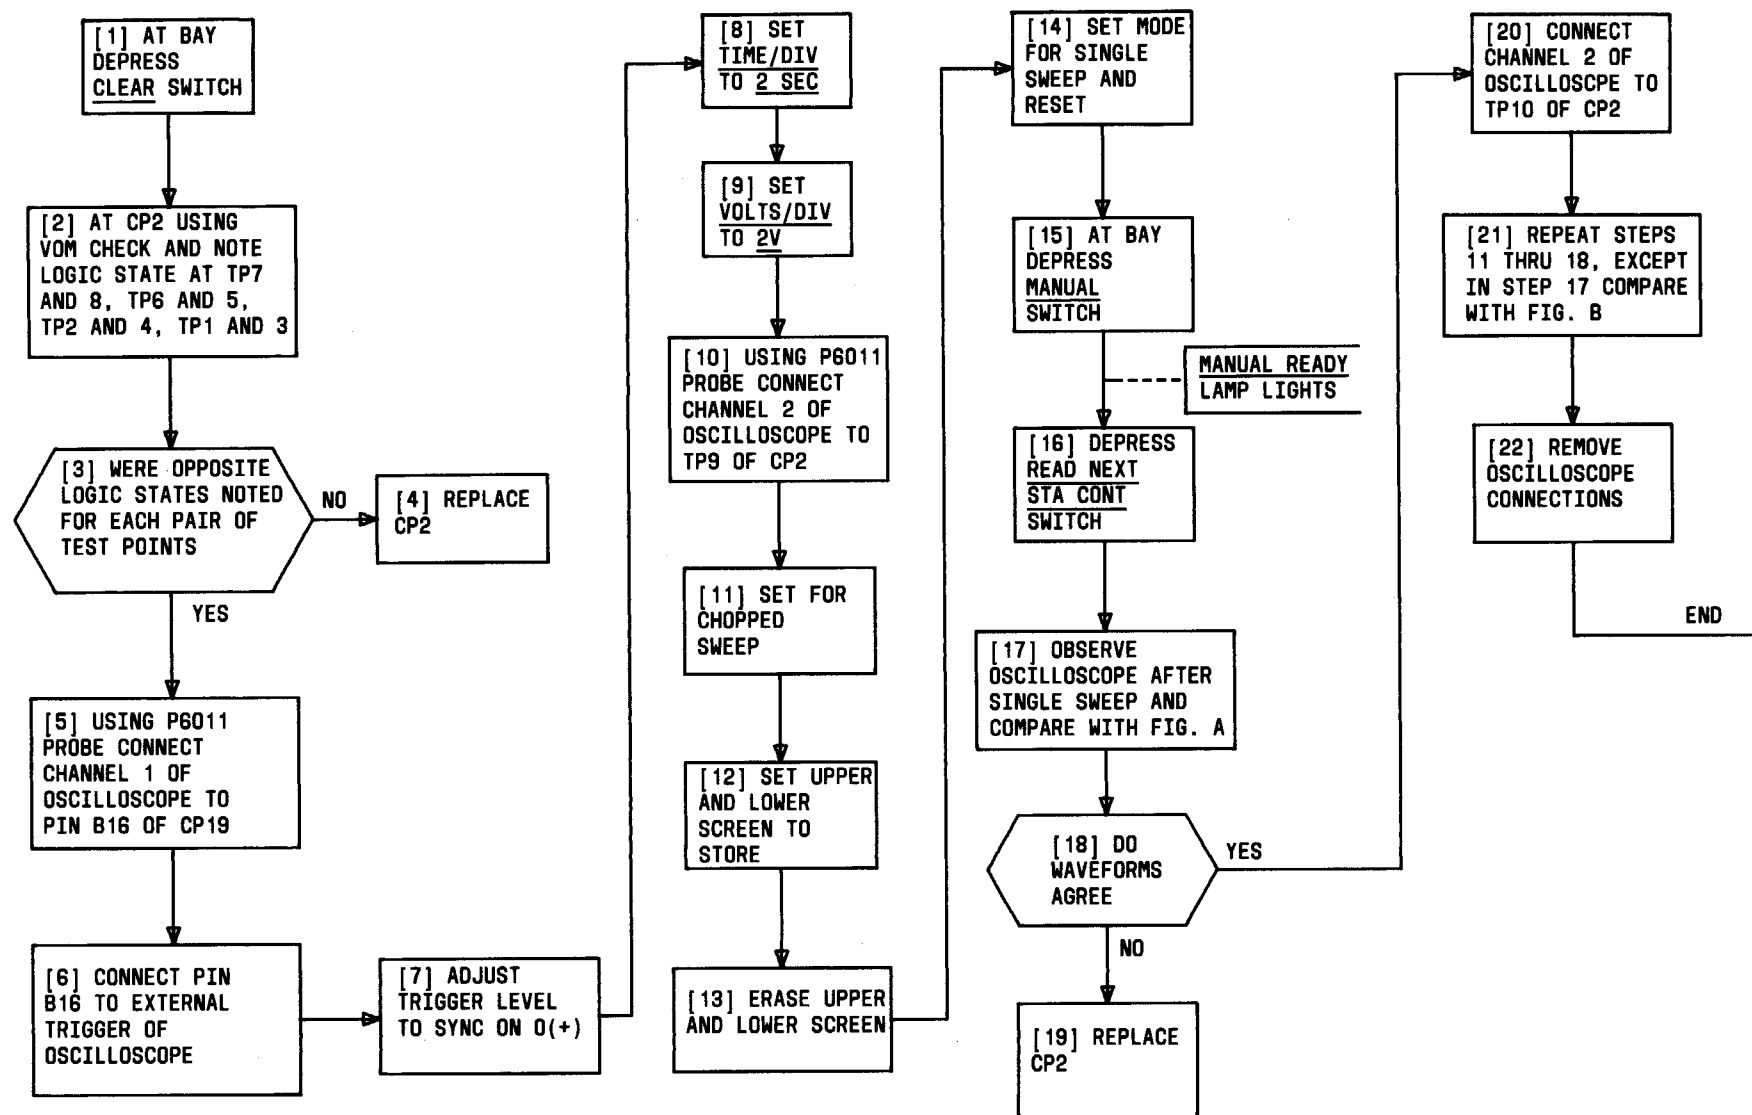 [1] AT BAY
DEPRESS
CLEAR SWITCH
[2] AT CP2 USING
VOM CHECK AND NOTE
LOGIC STATE AT TP7
AND 8, TP6 AND 5,
TP2 AND 4, TP1 AND 3
[3] WERE OPPOSITE
LOGIC STATES NOTED
FOR EACH PAIR OF
TEST POINTS
NO
[4] REPLACE
CP2
YES
[5] USING P6011
PROBE CONNECT
CHANNEL 1 OF
OSCILLOSCOPE TO
PIN B16 OF CP19
[6] CONNECT PIN
B16 TO EXTERNAL
TRIGGER OF
OSCILLOSCOPE
[7] ADJUST
TRIGGER LEVEL
TO SYNC ON 0(+)
[8] SET
TIME/DIV
TO 2 SEC
[9] SET
VOLTS/DIV
TO 2V
[10] USING P6011
PROBE CONNECT
CHANNEL 2 OF
OSCILLOSCOPE TO
TP9 OF CP2
[11] SET FOR
CHOPPED
SWEEP
[12] SET UPPER
AND LOWER
SCREEN TO
STORE
[13] ERASE UPPER
AND LOWER SCREEN
[14] SET MODE
FOR SINGLE
SWEEP AND
RESET
[15] AT BAY
DEPRESS
MANUAL
SWITCH
MANUAL READY
LAMP LIGHTS
[16] DEPRESS
READ NEXT
STA CONT
SWITCH
[17] OBSERVE
OSCILLOSCOPE AFTER
SINGLE SWEEP AND
COMPARE WITH FIG. A
[18] DO
WAVEFORMS
AGREE
YES
NO
[19] REPLACE
CP2
[20] CONNECT
CHANNEL 2 OF
OSCILLOSCPE TO
TP10 OF CP2
[21] REPEAT STEPS
11 THRU 18, EXCEPT
IN STEP 17 COMPARE
WITH FIG. B
[22] REMOVE
OSCILLOSCOPE
CONNECTIONS
END